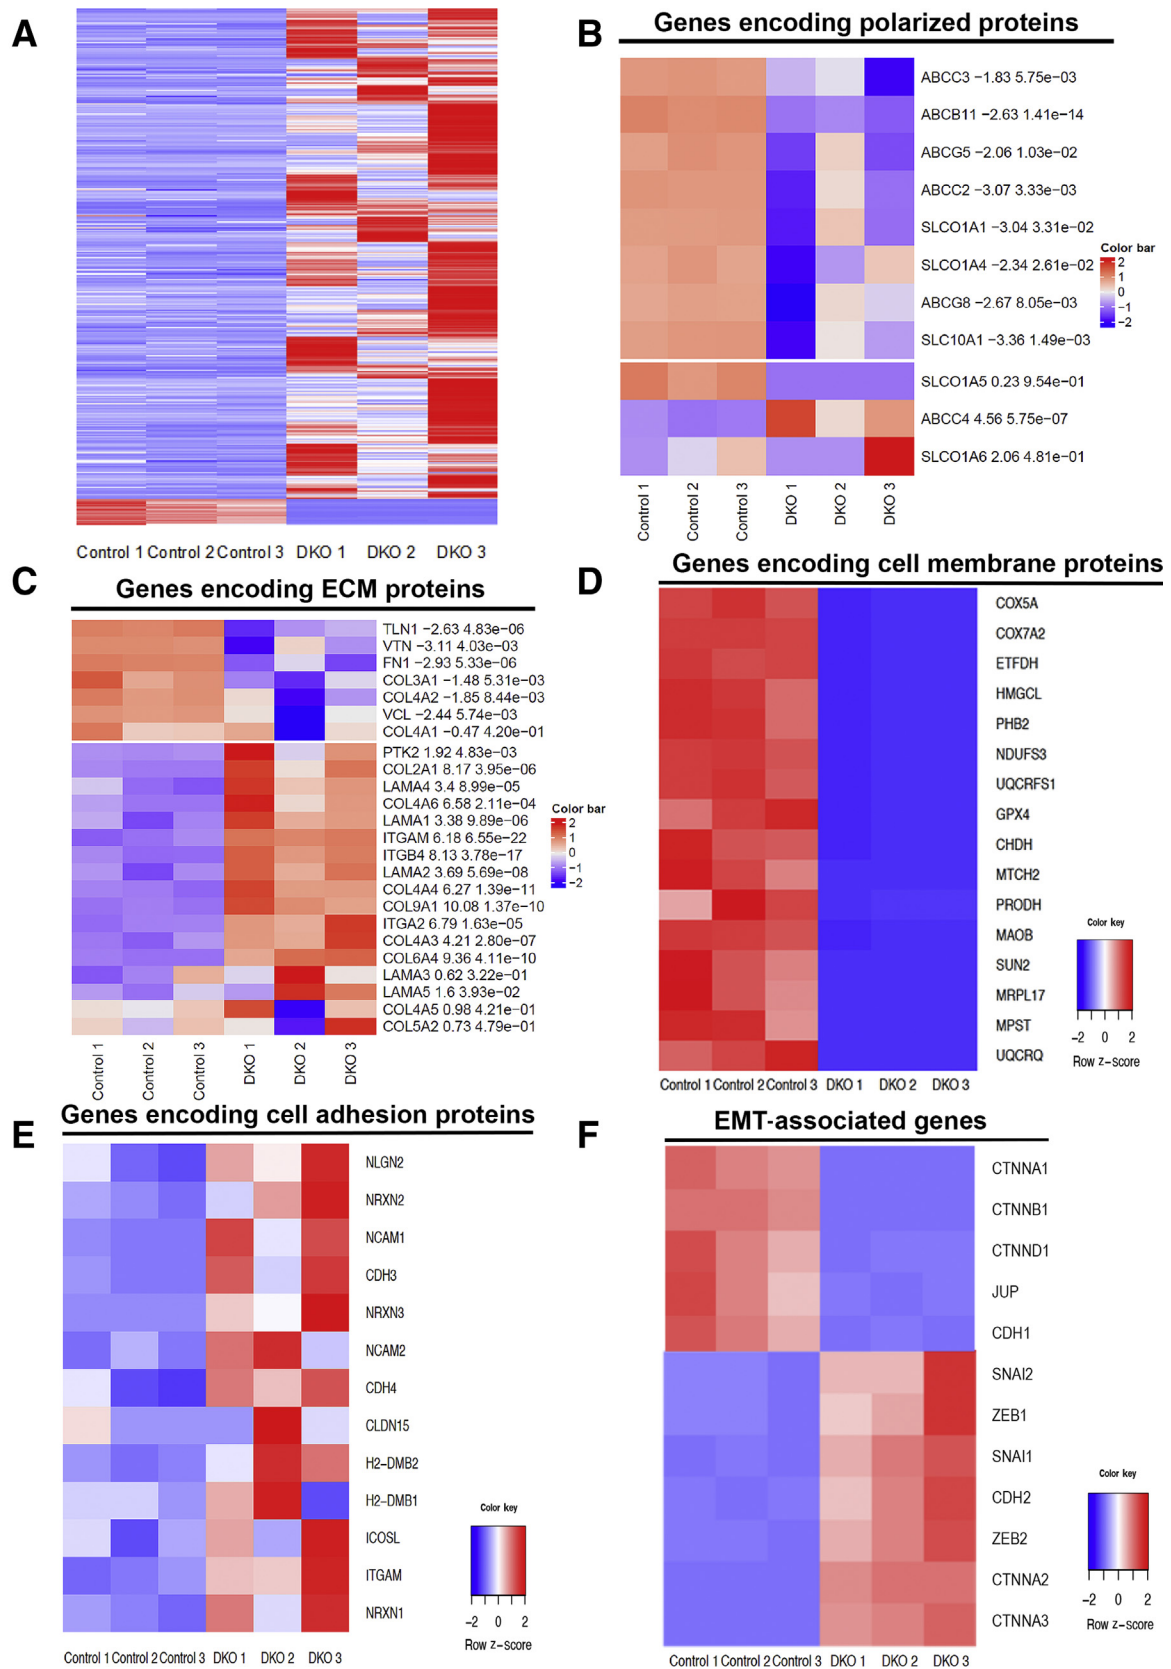 A
Control 1 Control 2 Control 3 DKO 1 DKO 2 DKO 3
B
Genes encoding polarized proteins
ABCC3 −1.83 5.75e−03
ABCB11 −2.63 1.41e−14
ABCG5 −2.06 1.03e−02
ABCC2 −3.07 3.33e−03
SLCO1A1 −3.04 3.31e−02
SLCO1A4 −2.34 2.61e−02
ABCG8 −2.67 8.05e−03
SLC10A1 −3.36 1.49e−03
SLCO1A5 0.23 9.54e−01
ABCC4 4.56 5.75e−07
SLCO1A6 2.06 4.81e−01
Color bar
2
1
0
−1
−2
Control 1
Control 2
Control 3
DKO 1
DKO 2
DKO 3
C
Genes encoding ECM proteins
TLN1 −2.63 4.83e−06
VTN −3.11 4.03e−03
FN1 −2.93 5.33e−06
COL3A1 −1.48 5.31e−03
COL4A2 −1.85 8.44e−03
VCL −2.44 5.74e−03
COL4A1 −0.47 4.20e−01
PTK2 1.92 4.83e−03
COL2A1 8.17 3.95e−06
LAMA4 3.4 8.99e−05
COL4A6 6.58 2.11e−04
LAMA1 3.38 9.89e−06
ITGAM 6.18 6.55e−22
ITGB4 8.13 3.78e−17
LAMA2 3.69 5.69e−08
COL4A4 6.27 1.39e−11
COL9A1 10.08 1.37e−10
ITGA2 6.79 1.63e−05
COL4A3 4.21 2.80e−07
COL6A4 9.36 4.11e−10
LAMA3 0.62 3.22e−01
LAMA5 1.6 3.93e−02
COL4A5 0.98 4.21e−01
COL5A2 0.73 4.79e−01
Color bar
2
1
0
−1
−2
Control 1
Control 2
Control 3
DKO 1
DKO 2
DKO 3
D
Genes encoding cell membrane proteins
COX5A
COX7A2
ETFDH
HMGCL
PHB2
NDUFS3
UQCRFS1
GPX4
CHDH
MTCH2
PRODH
MAOB
SUN2
MRPL17
MPST
UQCRQ
Color key
−2 0 2
Row z−score
Control 1 Control 2 Control 3 DKO 1 DKO 2 DKO 3
E
Genes encoding cell adhesion proteins
NLGN2
NRXN2
NCAM1
CDH3
NRXN3
NCAM2
CDH4
CLDN15
H2−DMB2
H2−DMB1
ICOSL
ITGAM
NRXN1
Color key
−2 0 2
Row z−score
Control 1 Control 2 Control 3 DKO 1 DKO 2 DKO 3
F
EMT-associated genes
CTNNA1
CTNNB1
CTNND1
JUP
CDH1
SNAI2
ZEB1
SNAI1
CDH2
ZEB2
CTNNA2
CTNNA3
Color key
−2 0 2
Row z−score
Control 1 Control 2 Control 3 DKO 1 DKO 2 DKO 3